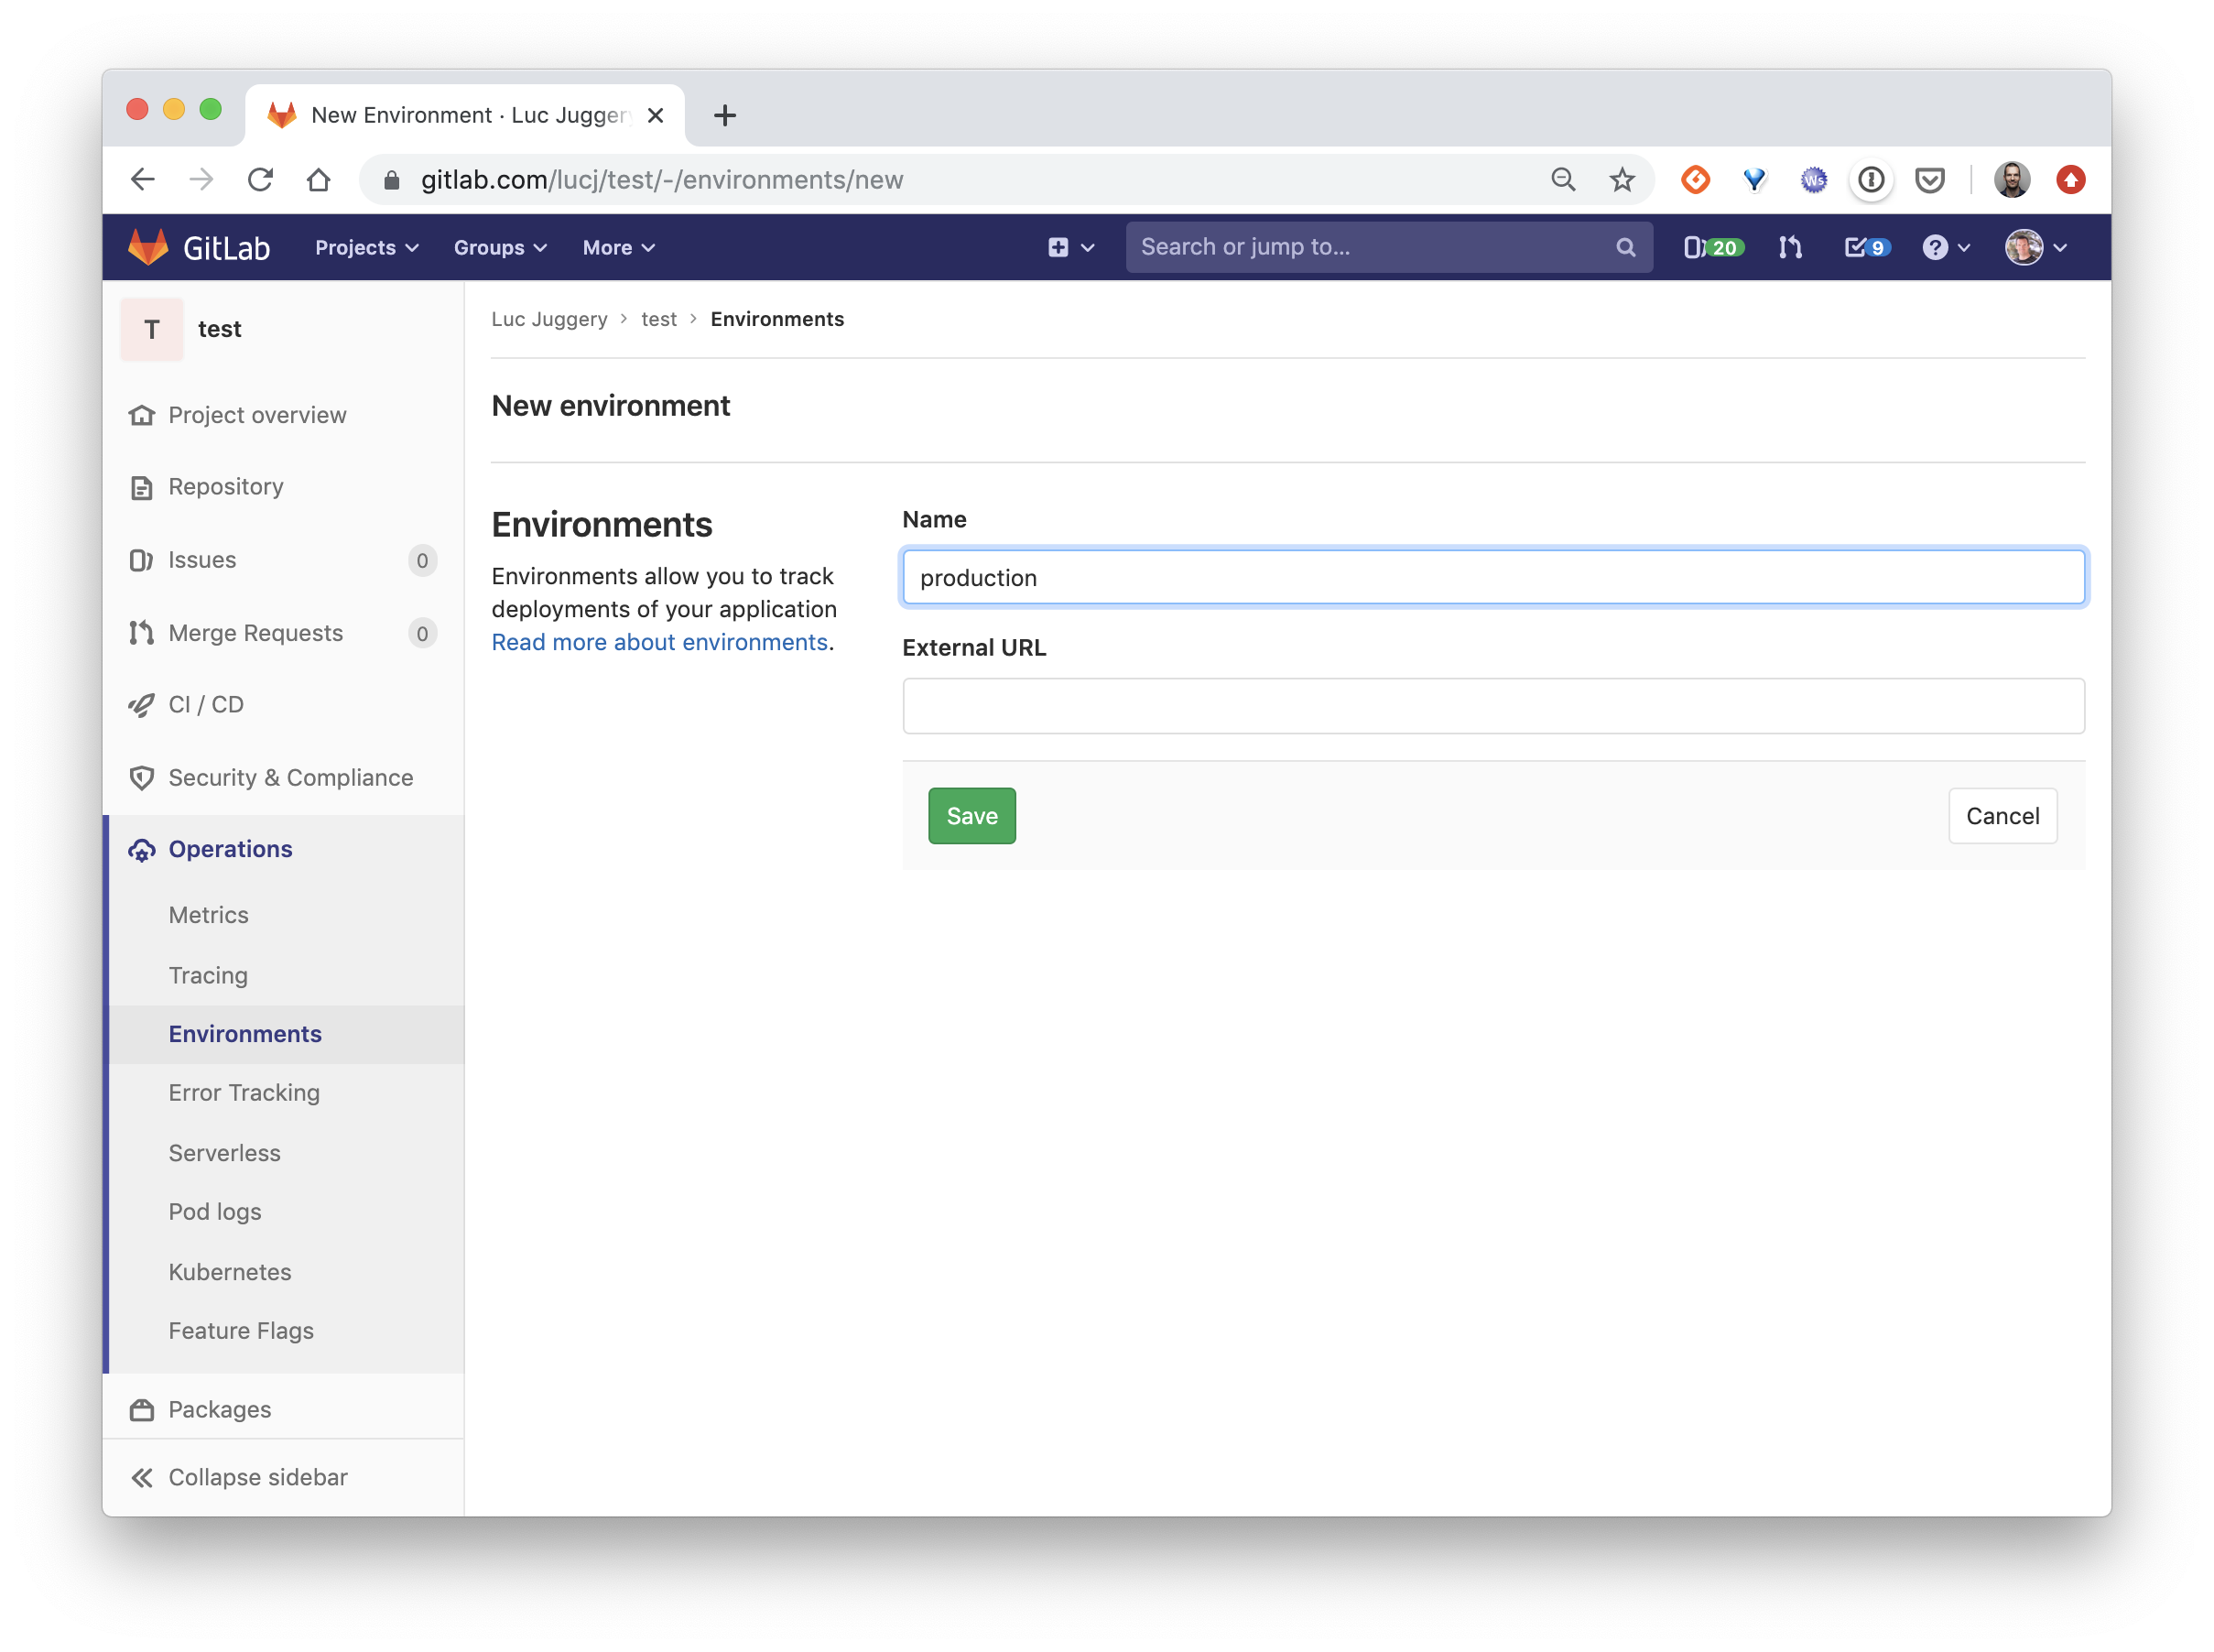 New Environment · Luc Jugger
gitlab.com/lucj/test/-/environments/new
GitLab Projects Groups More Search or jump to... 20 9
T test
Luc Juggery > test > Environments
Project overview
Repository
Issues 0
Merge Requests 0
CI / CD
Security & Compliance
Operations
Metrics
Tracing
Environments
Error Tracking
Serverless
Pod logs
Kubernetes
Feature Flags
Packages
Collapse sidebar
New environment
Environments
Environments allow you to track
deployments of your application
Read more about environments.
Name
production
External URL
Save
Cancel